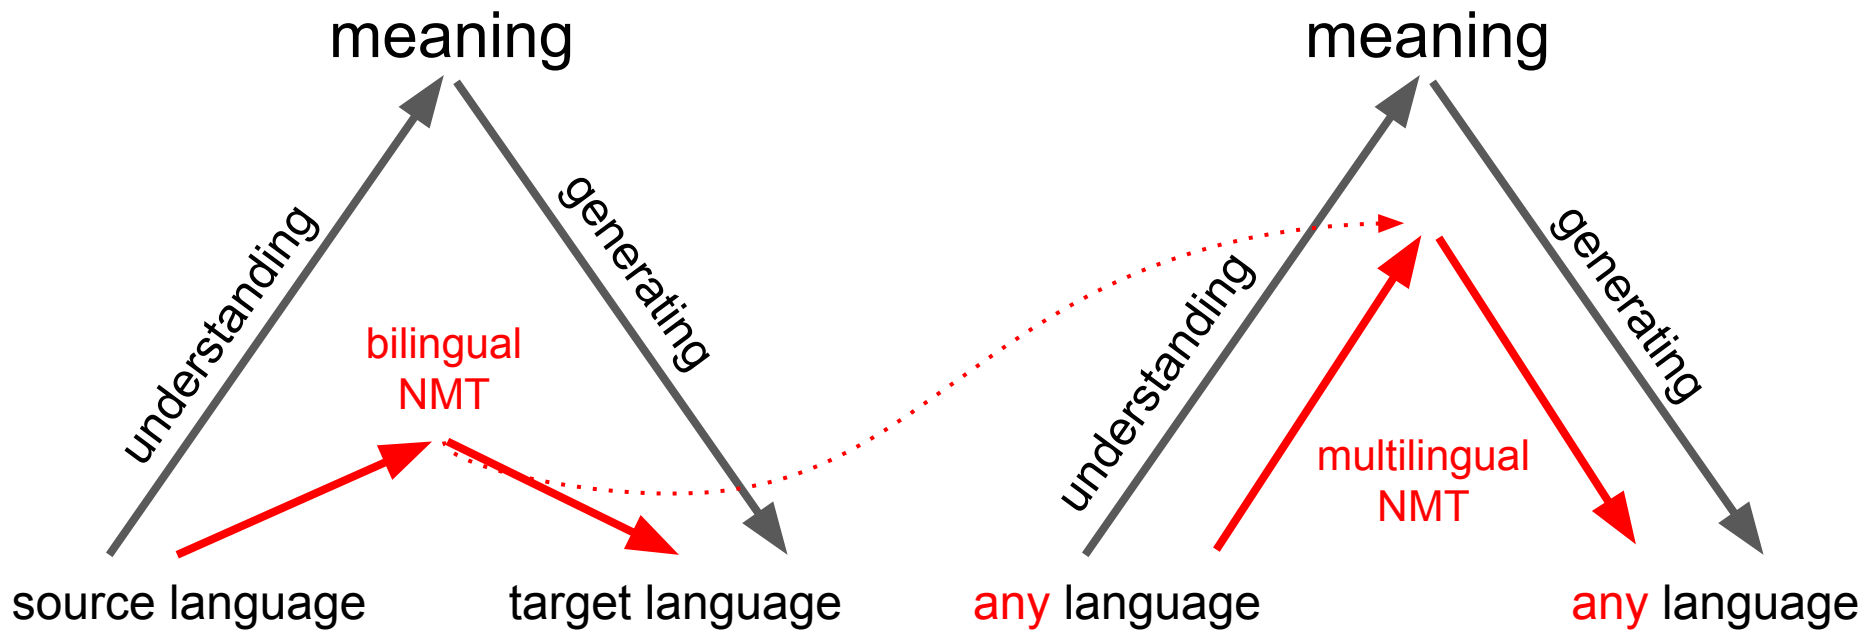 meaning
understanding
generating
bilingual
NMT
source language
target language
meaning
understanding
generating
multilingual
NMT
any language
any language